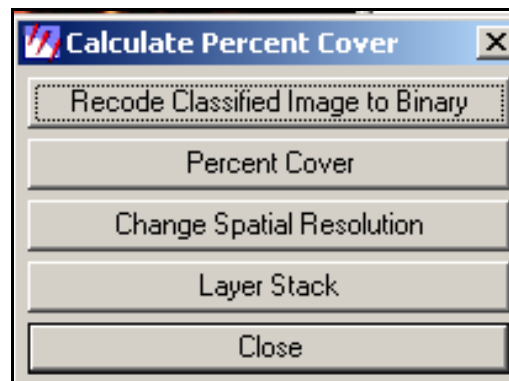 Calculate Percent Cover
Recode Classified Image to Binary
Percent Cover
Change Spatial Resolution
Layer Stack
Close